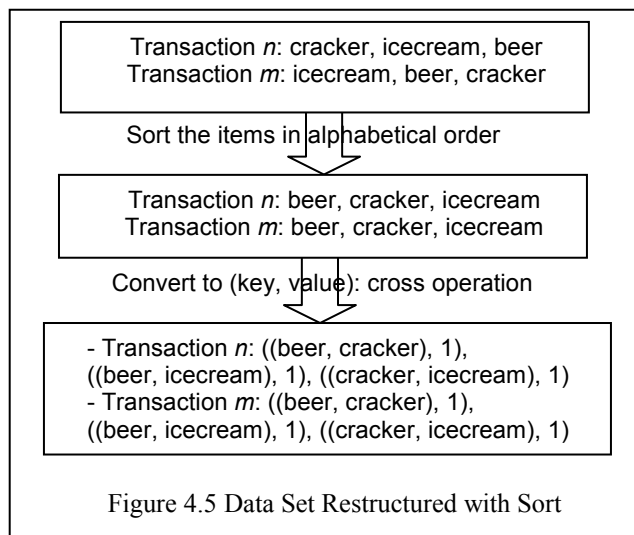 Transaction n: cracker, icecream, beer
Transaction m: icecream, beer, cracker
Sort the items in alphabetical order
Transaction n: beer, cracker, icecream
Transaction m: beer, cracker, icecream
Convert to (key, value): cross operation
- Transaction n: ((beer, cracker), 1),
((beer, icecream), 1), ((cracker, icecream), 1)
- Transaction m: ((beer, cracker), 1),
((beer, icecream), 1), ((cracker, icecream), 1)
Figure 4.5 Data Set Restructured with Sort